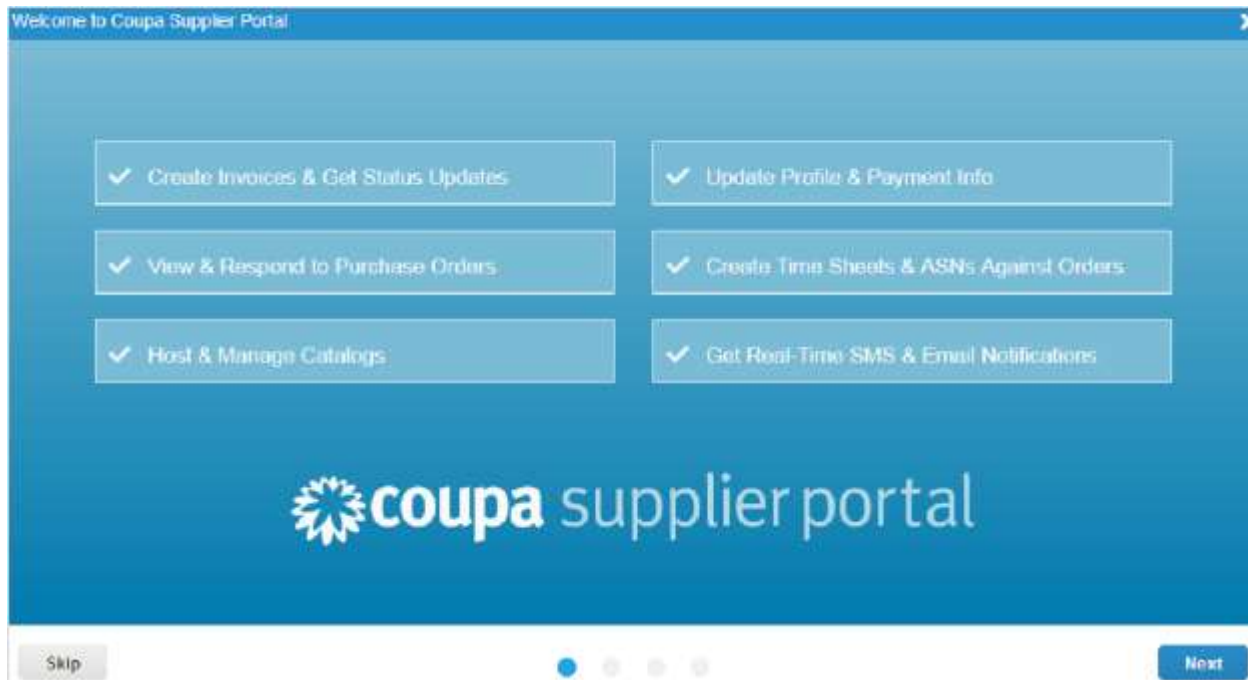 Welcome to Coupa Supplier Portal
Create Invoices & Get Status Updates
Update Profile & Payment Info
View & Respond to Purchase Orders
Create Time Sheets & ASNs Against Orders
Host & Manage Catalogs
Get Real-Time SMS & Email Notifications
coupa supplier portal
Skip
Next